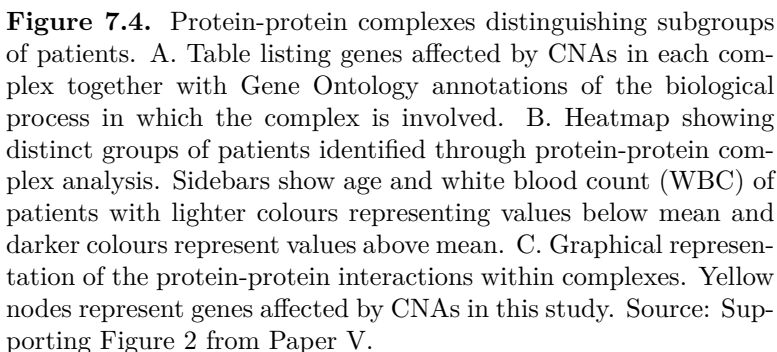 Figure 7.4. Protein-protein complexes distinguishing subgroups
of patients. A. Table listing genes affected by CNAs in each com-
plex together with Gene Ontology annotations of the biological
process in which the complex is involved. B. Heatmap showing
distinct groups of patients identified through protein-protein com-
plex analysis. Sidebars show age and white blood count (WBC) of
patients with lighter colours representing values below mean and
darker colours represent values above mean. C. Graphical represen-
tation of the protein-protein interactions within complexes. Yellow
nodes represent genes affected by CNAs in this study. Source: Sup-
porting Figure 2 from Paper V.